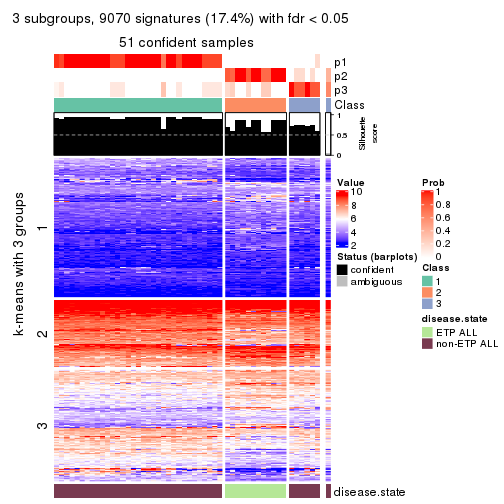 3 subgroups, 9070 signatures (17.4%) with fdr < 0.05
51 confident samples
p1
p2
p3
Class
1
0.5
0
Silhouette
score
k-means with 3 groups
1
2
3
disease.state
Value
10
8
6
4
2
Status (barplots)
confident
ambiguous
Prob
1
0.8
0.6
0.4
0.2
0
Class
1
2
3
disease.state
ETP ALL
non-ETP ALL